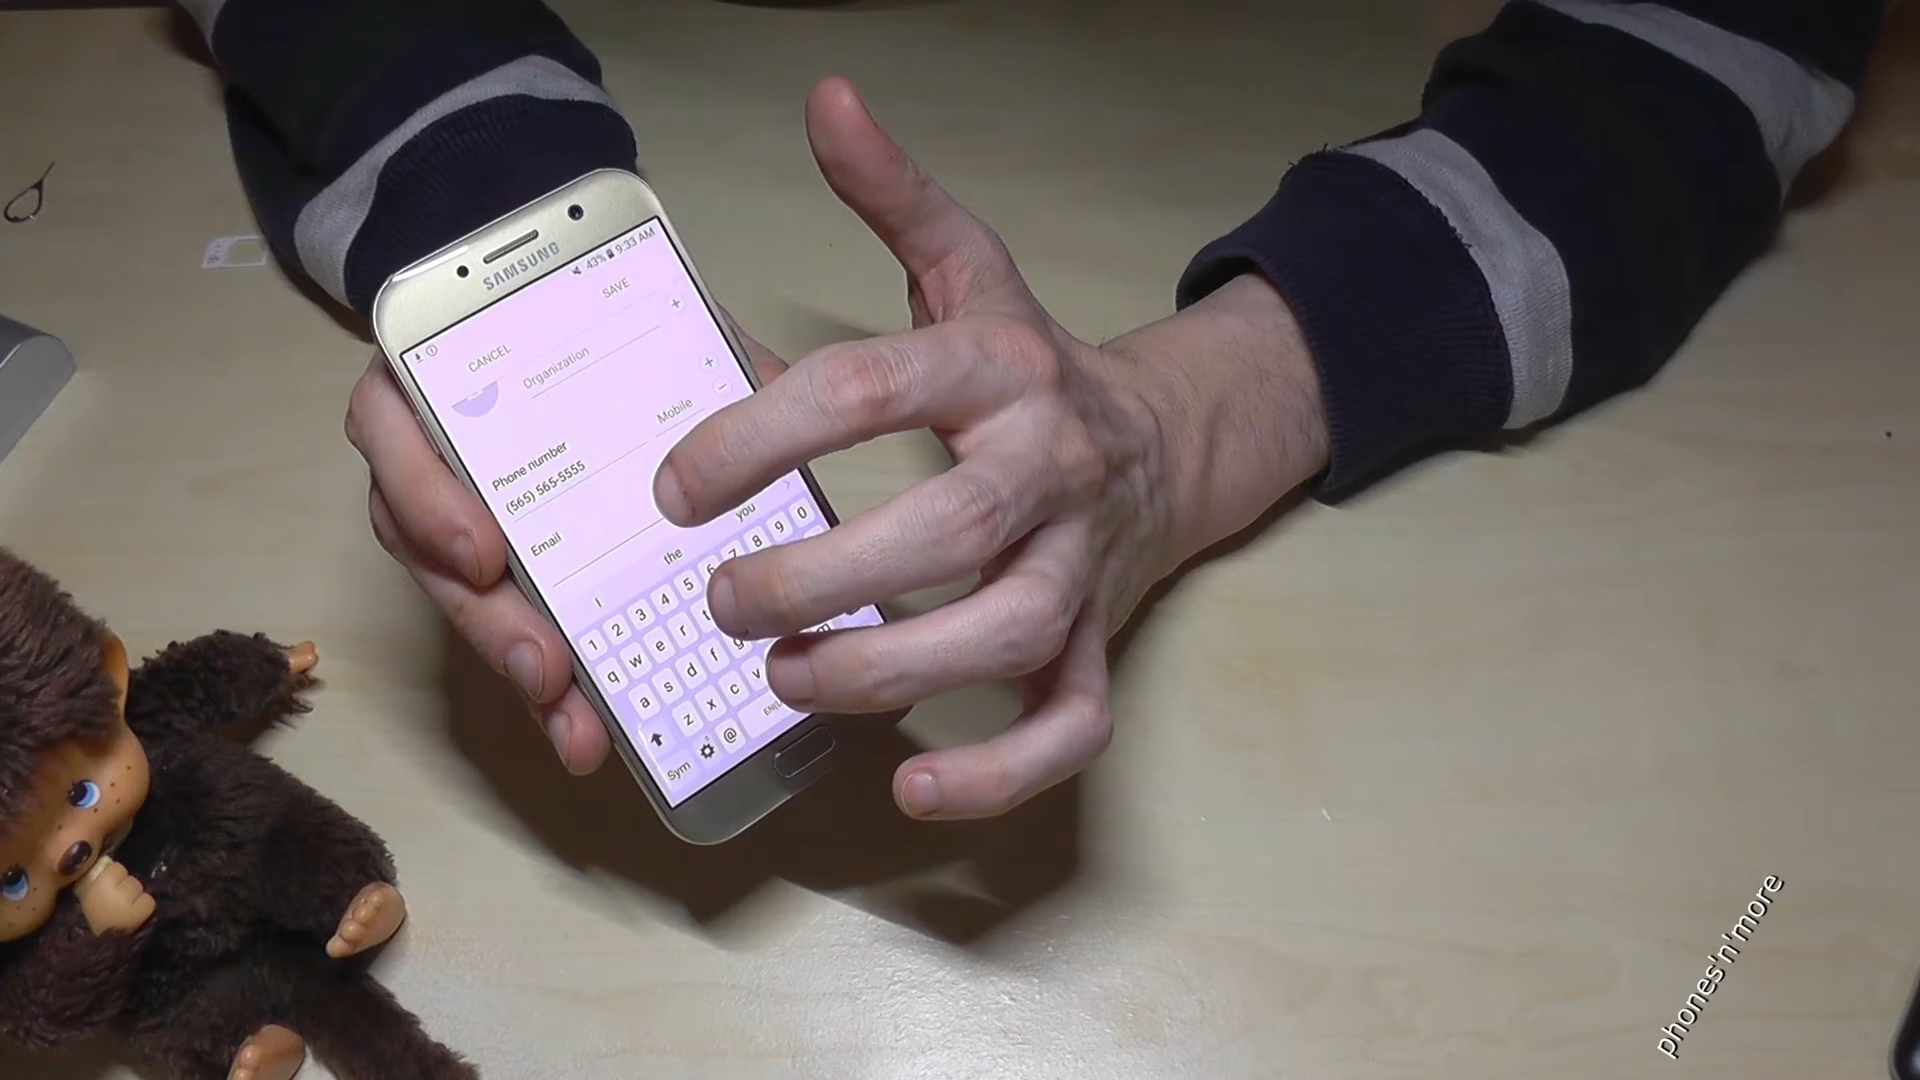 SAMSUNG
43% 9:33 AM
CANCEL
SAVE
Organization
Mobile
Phone number
(565) 565-5555
Email
I the you
1 2 3 4 5 6 7 8 9 0
q w e r t
a s d f g
z x c v m
Sym @
phones'n'more